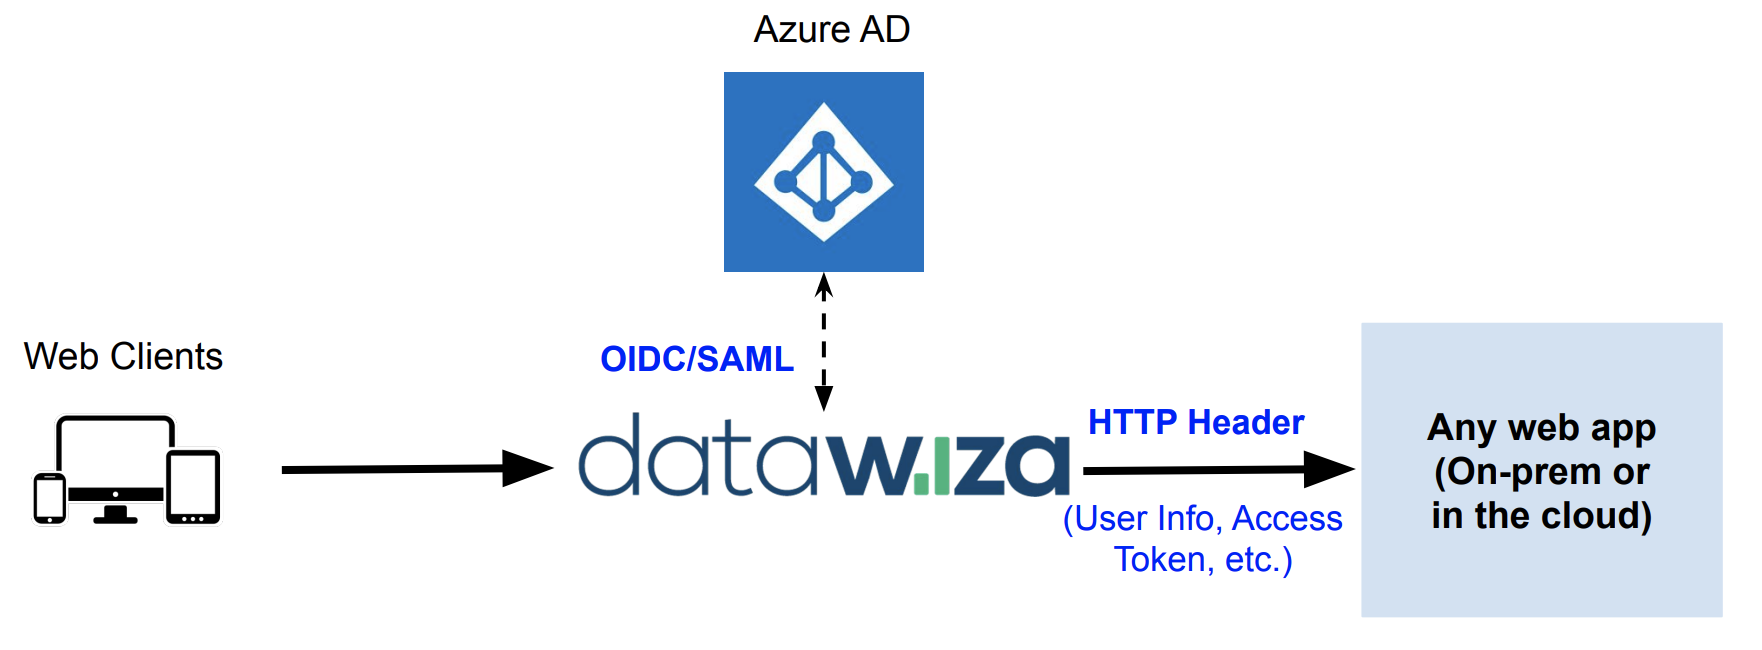 Azure AD
Web Clients
OIDC/SAML
datawiza
HTTP Header
(User Info, Access
Token, etc.)
Any web app
(On-prem or
in the cloud)